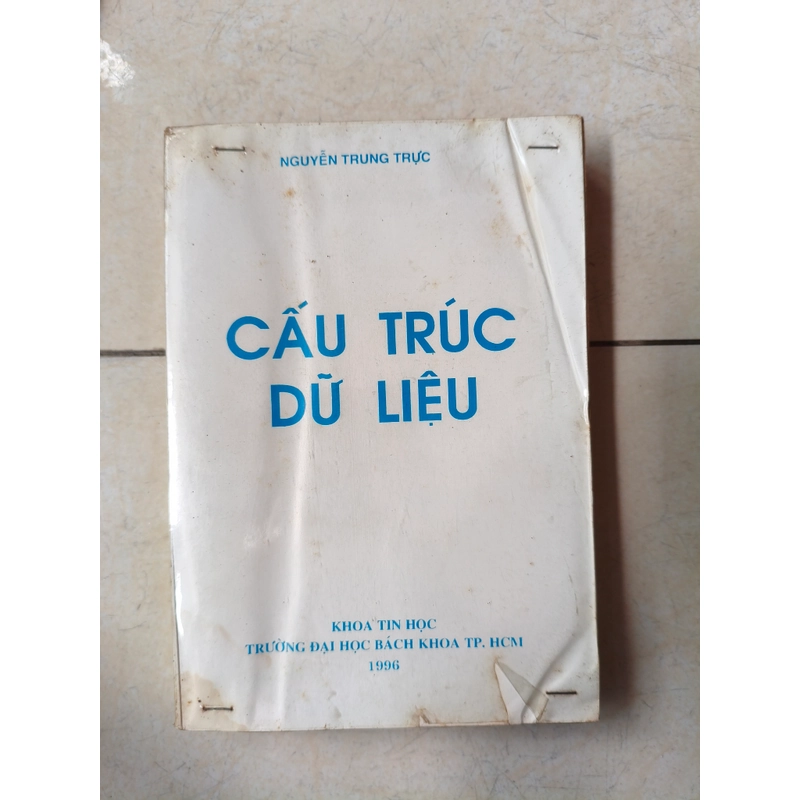 NGUYỄN TRUNG TRỰC
CẤU TRÚC
DỮ LIỆU
KHOA TIN HỌC
TRƯỜNG ĐẠI HỌC BÁCH KHOA TP. HCM
1996